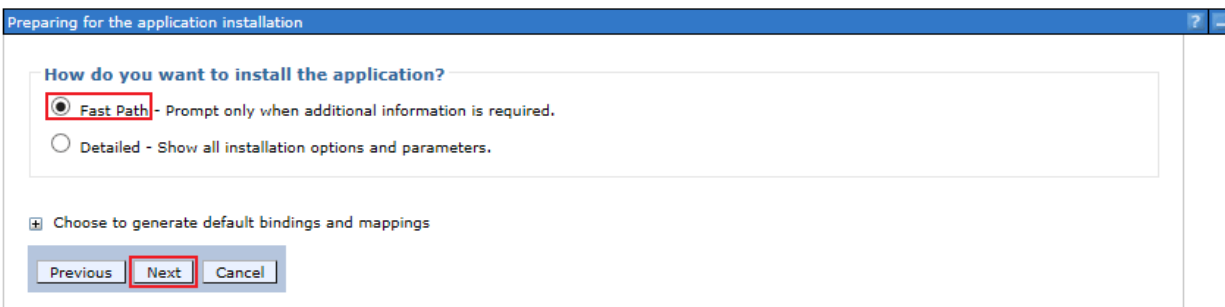 Preparing for the application installation
?
How do you want to install the application?
Fast Path - Prompt only when additional information is required.
Detailed - Show all installation options and parameters.
Choose to generate default bindings and mappings
Previous Next Cancel